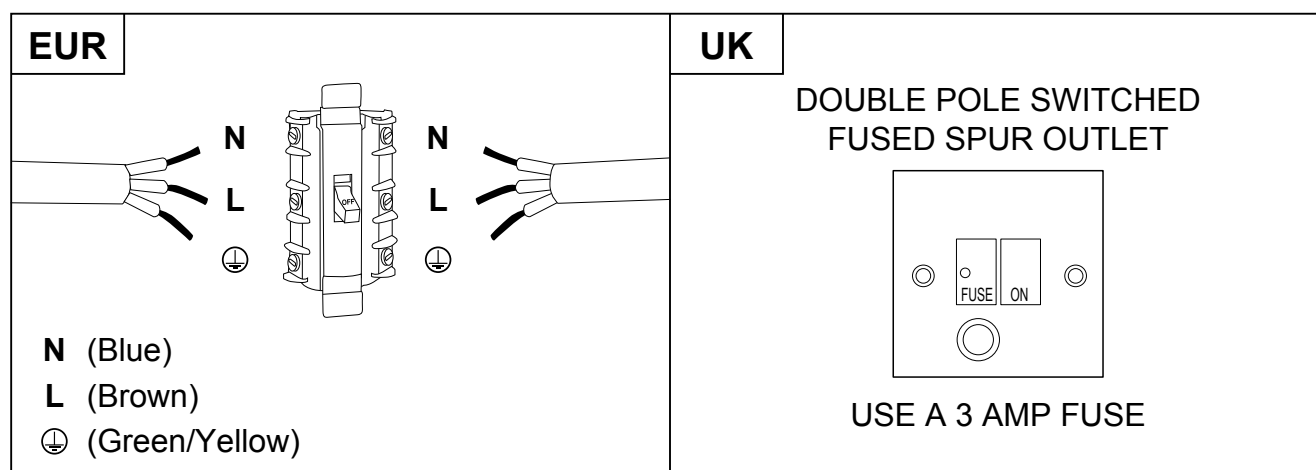 EUR
N
L
N
L
OFF
N (Blue)
L (Brown)
(Green/Yellow)
UK
DOUBLE POLE SWITCHED
FUSED SPUR OUTLET
FUSE ON
USE A 3 AMP FUSE